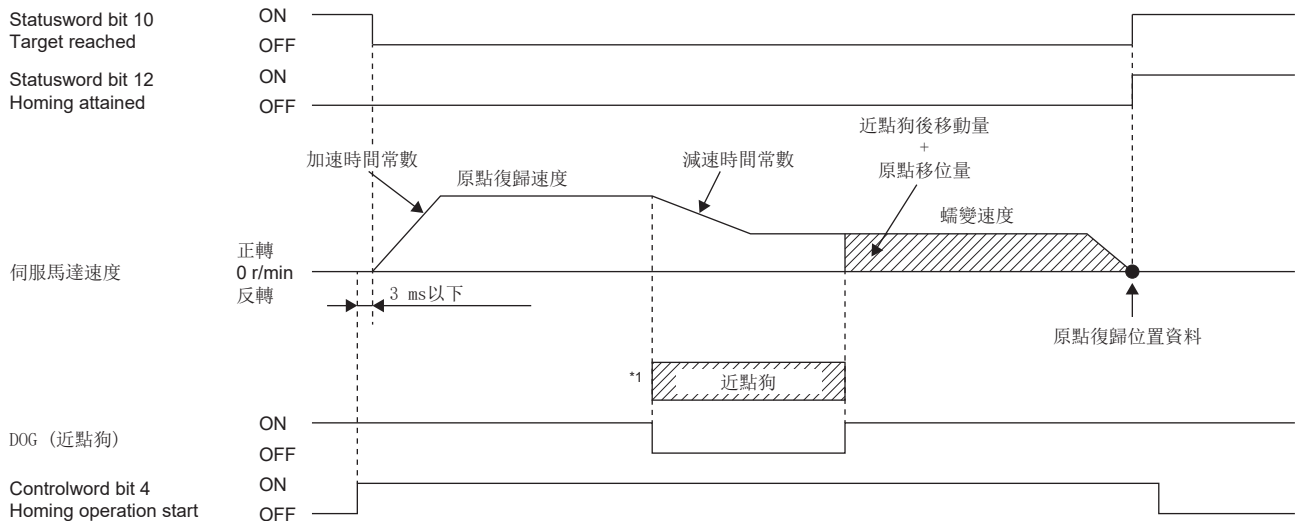 Statusword bit 10
Target reached
ON
OFF
Statusword bit 12
Homing attained
ON
OFF
近點狗後移動量
+
原點移位量
加速時間常數
原點復歸速度
減速時間常數
蠕變速度
伺服馬達速度
正轉
0 r/min
反轉
3 ms以下
原點復歸位置資料
*1
近點狗
DOG (近點狗)
ON
OFF
Controlword bit 4
Homing operation start
ON
OFF